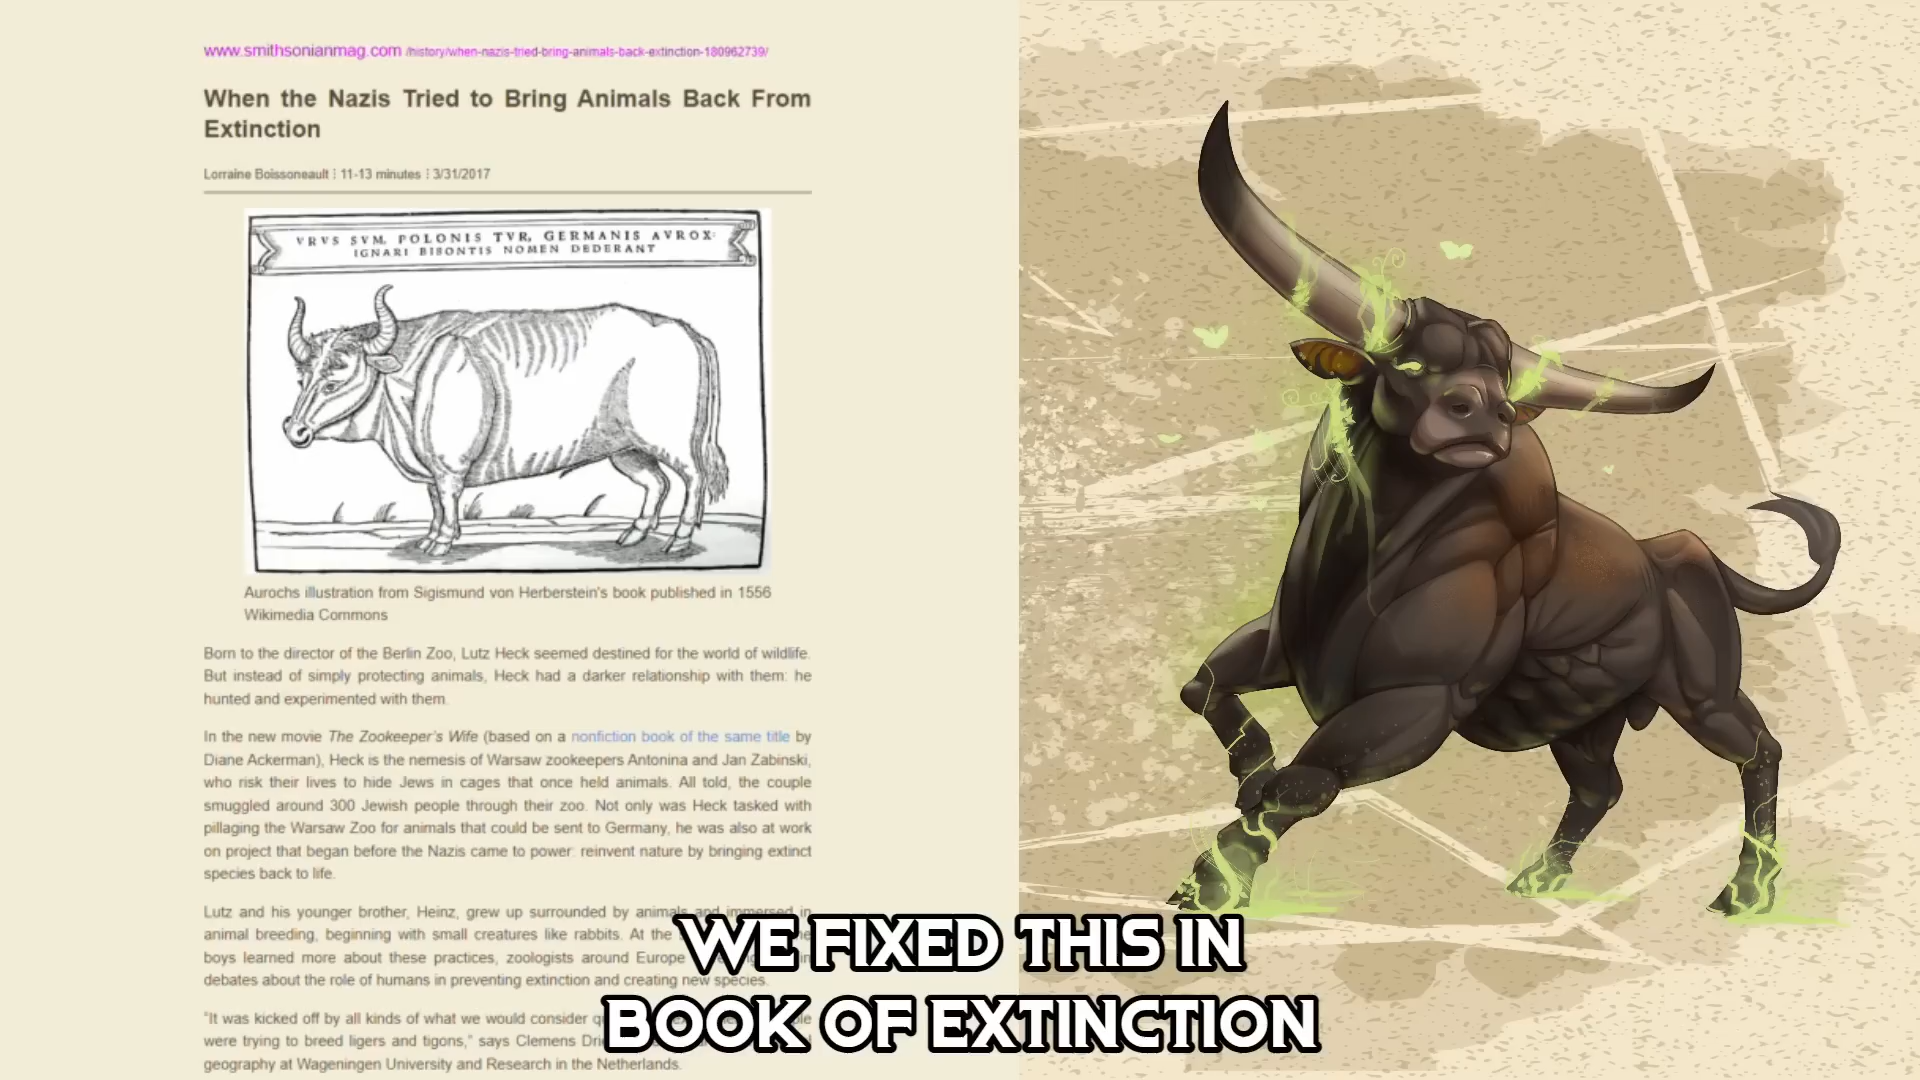 www.smithsonianmag.com /history/when-nazis-tried-bring-animals-back-extinction-180962739/
When the Nazis Tried to Bring Animals Back From
Extinction
Lorraine Boissoneault ⁝ 11-13 minutes ⁝ 3/31/2017
VRVS SVM, POLONIS TVR, GERMANIS AVROX:
IGNARI BISONTIS NOMEN DEDERANT
Aurochs illustration from Sigismund von Herberstein's book published in 1556
Wikimedia Commons
Born to the director of the Berlin Zoo, Lutz Heck seemed destined for the world of wildlife.
But instead of simply protecting animals, Heck had a darker relationship with them: he
hunted and experimented with them.
In the new movie The Zookeeper's Wife (based on a nonfiction book of the same title by
Diane Ackerman), Heck is the nemesis of Warsaw zookeepers Antonina and Jan Zabinski,
who risk their lives to hide Jews in cages that once held animals. All told, the couple
smuggled around 300 Jewish people through their zoo. Not only was Heck tasked with
pillaging the Warsaw Zoo for animals that could be sent to Germany, he was also at work
on project that began before the Nazis came to power: reinvent nature by bringing extinct
species back to life.
Lutz and his younger brother, Heinz, grew up surrounded by animals and immersed in
animal breeding, beginning with small creatures like rabbits. At the
boys learned more about these practices, zoologists around Europe in
debates about the role of humans in preventing extinction and creating new species.
"It was kicked off by all kinds of what we would consider
were trying to breed ligers and tigons," says Clemens
geography at Wageningen University and Research in the Netherlands.
WE FIXED THIS IN
BOOK OF EXTINCTION